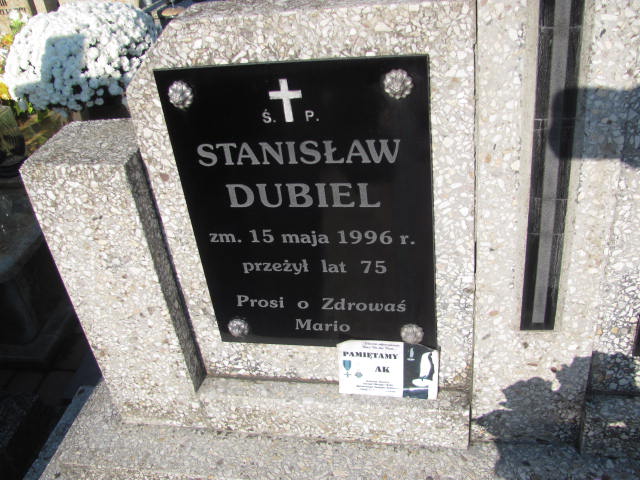 Ś. P.
STANISŁAW
DUBIEL
zm. 15 maja 1996 r.
przeżył lat 75
Prosi o Zdrowaś
Mario
PAMIĘTAMY
AK